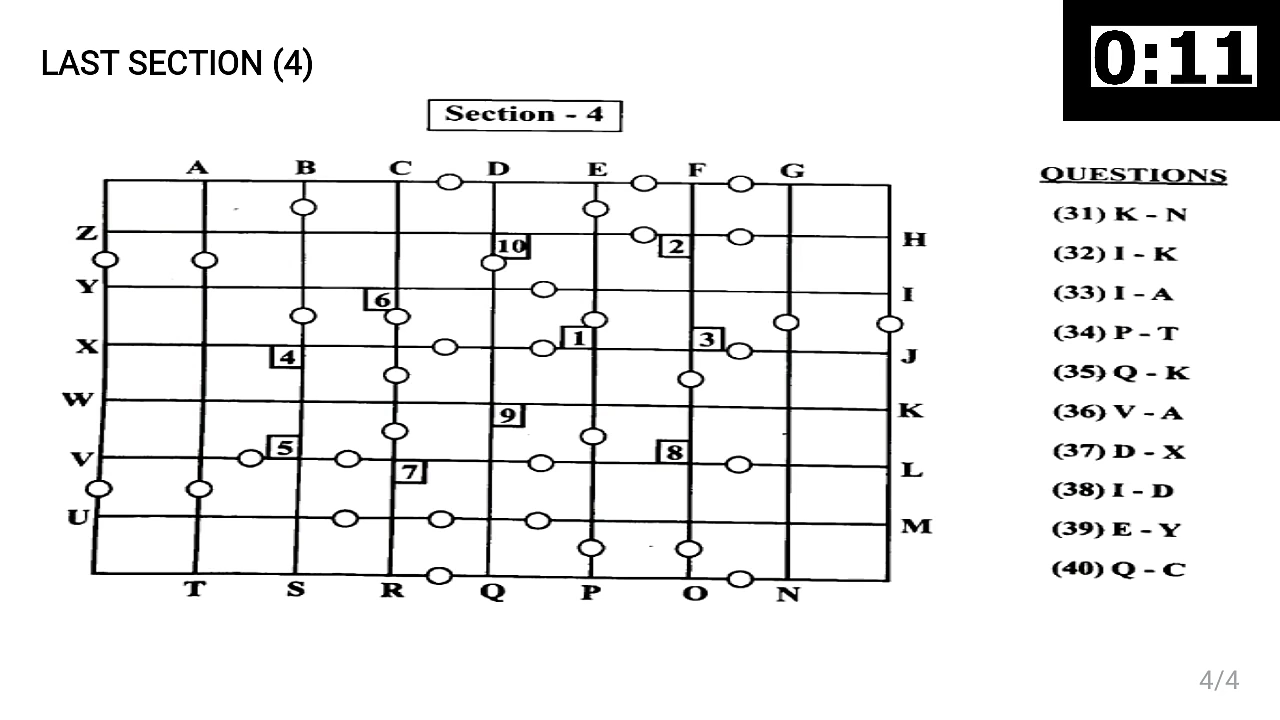 LAST SECTION (4)
0:11
Section - 4
A B C D E F G
QUESTIONS
(31) K - N
Z 10 2 H
(32) I - K
Y 6 I
(33) I - A
1 3
(34) P - T
X 4 J
(35) Q - K
W 9 K
(36) V - A
V 5 7 8 L
(37) D - X
(38) I - D
U M
(39) E - Y
(40) Q - C
T S R Q P O N
4/4